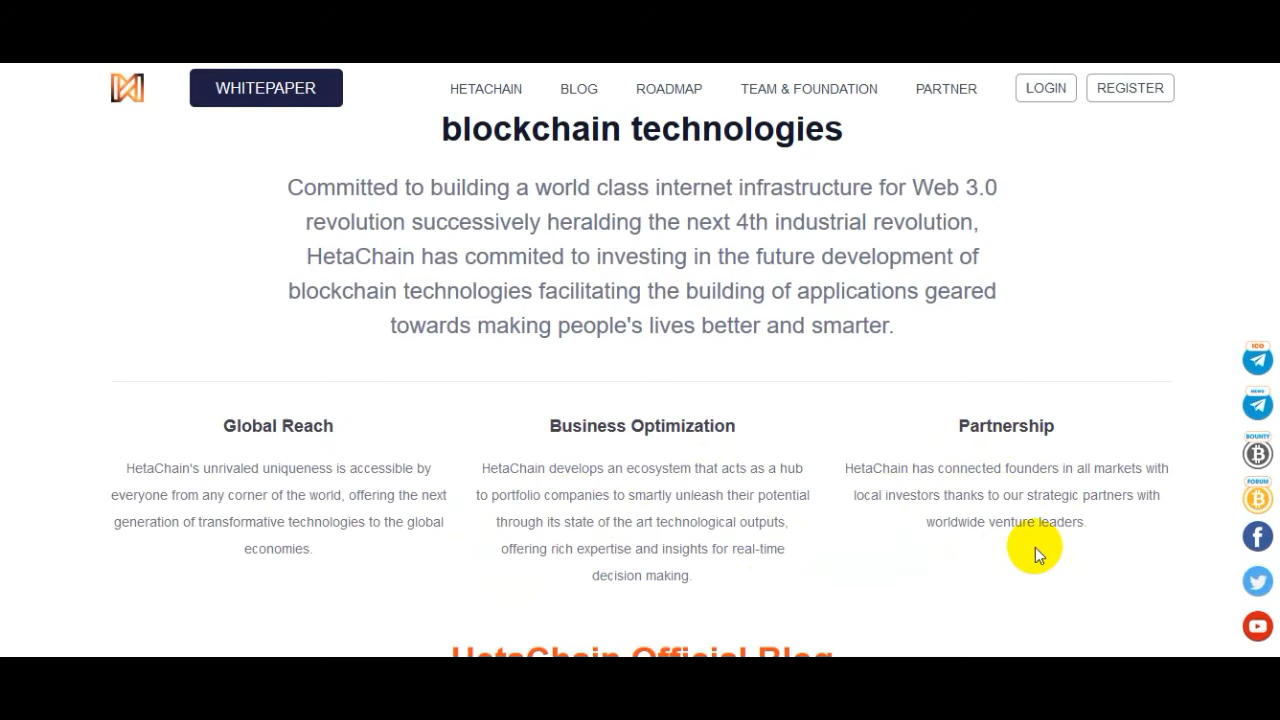 WHITEPAPER
HETACHAIN
BLOG
ROADMAP
TEAM & FOUNDATION
PARTNER
LOGIN
REGISTER
blockchain technologies
Committed to building a world class internet infrastructure for Web 3.0
revolution successively heralding the next 4th industrial revolution,
HetaChain has commited to investing in the future development of
blockchain technologies facilitating the building of applications geared
towards making people's lives better and smarter.
Global Reach
HetaChain's unrivaled uniqueness is accessible by
everyone from any corner of the world, offering the next
generation of transformative technologies to the global
economies.
Business Optimization
HetaChain develops an ecosystem that acts as a hub
to portfolio companies to smartly unleash their potential
through its state of the art technological outputs,
offering rich expertise and insights for real-time
decision making.
Partnership
HetaChain has connected founders in all markets with
local investors thanks to our strategic partners with
worldwide venture leaders.
ICO
NEWS
BOUNTY
FORUM
HetaChain Official Blog